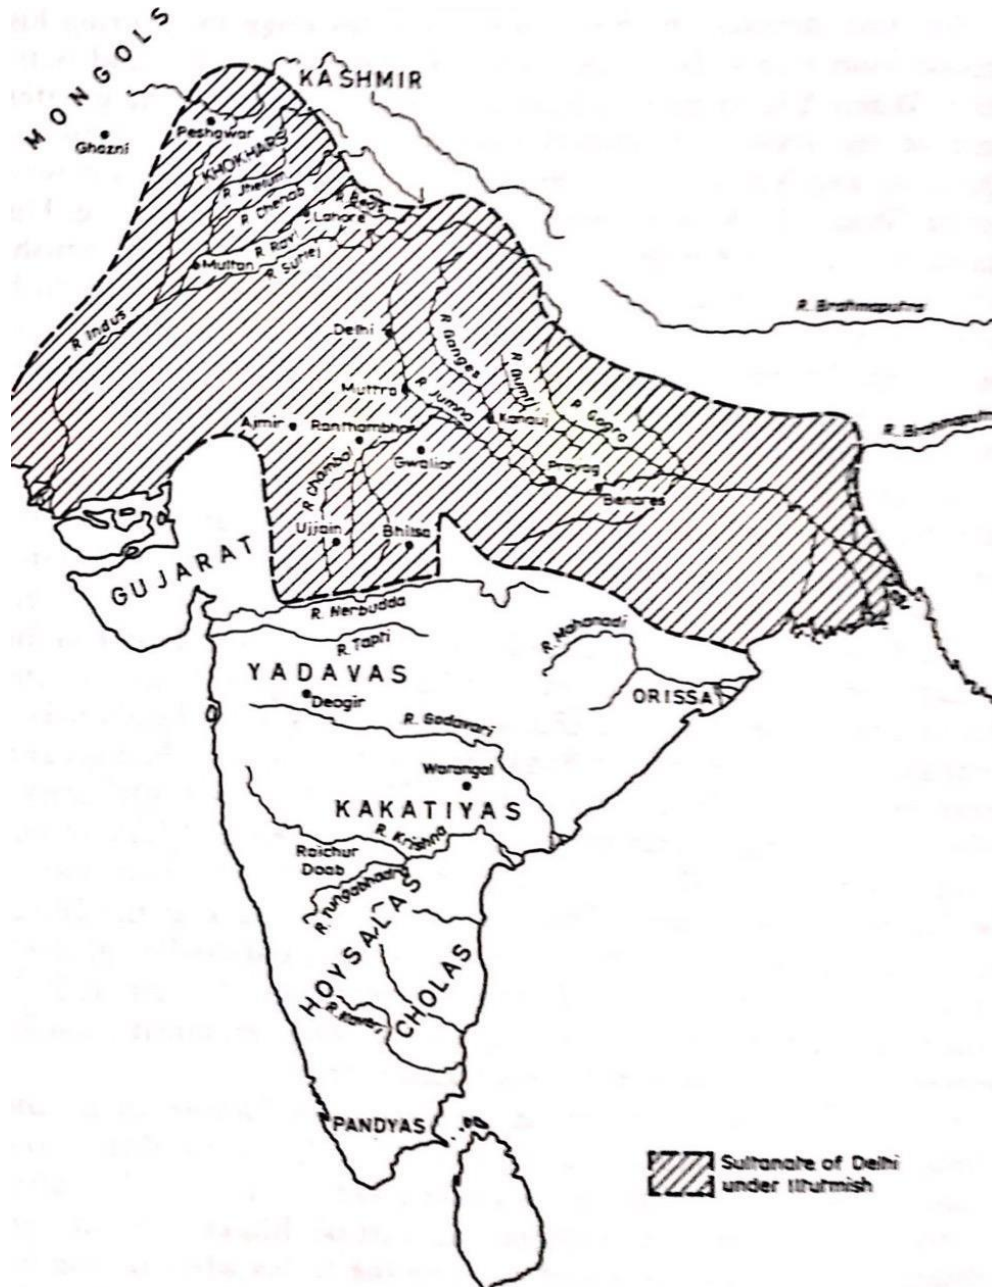 MONGOLS
KASHMIR
Peshawar
Ghazni
KHOKHARS
R. Jhelum
R. Chenab
R. Beas
Lahore
R. Ravi
Multan
R. Sutlej
R. Indus
R. Brahmaputra
Delhi
R. Ganges
R. Gumti
Muttra
R. Jumna
R. Gogra
Kanauj
Ajmir
Ranthambhor
R. Brahma
Gwalior
R. Chambal
Prayag
Benares
Ujjain
Bhilsa
GUJARAT
R. Nerbudda
R. Tapti
R. Mahanadi
YADAVAS
Deogir
ORISSA
R. Godavari
Warangal
KAKATIYAS
R. Krishna
Raichur
Doab
R. Tungabhadra
HOYSALAS
CHOLAS
R. Kaveri
PANDYAS
Sultanate of Delhi
under Iltutmish